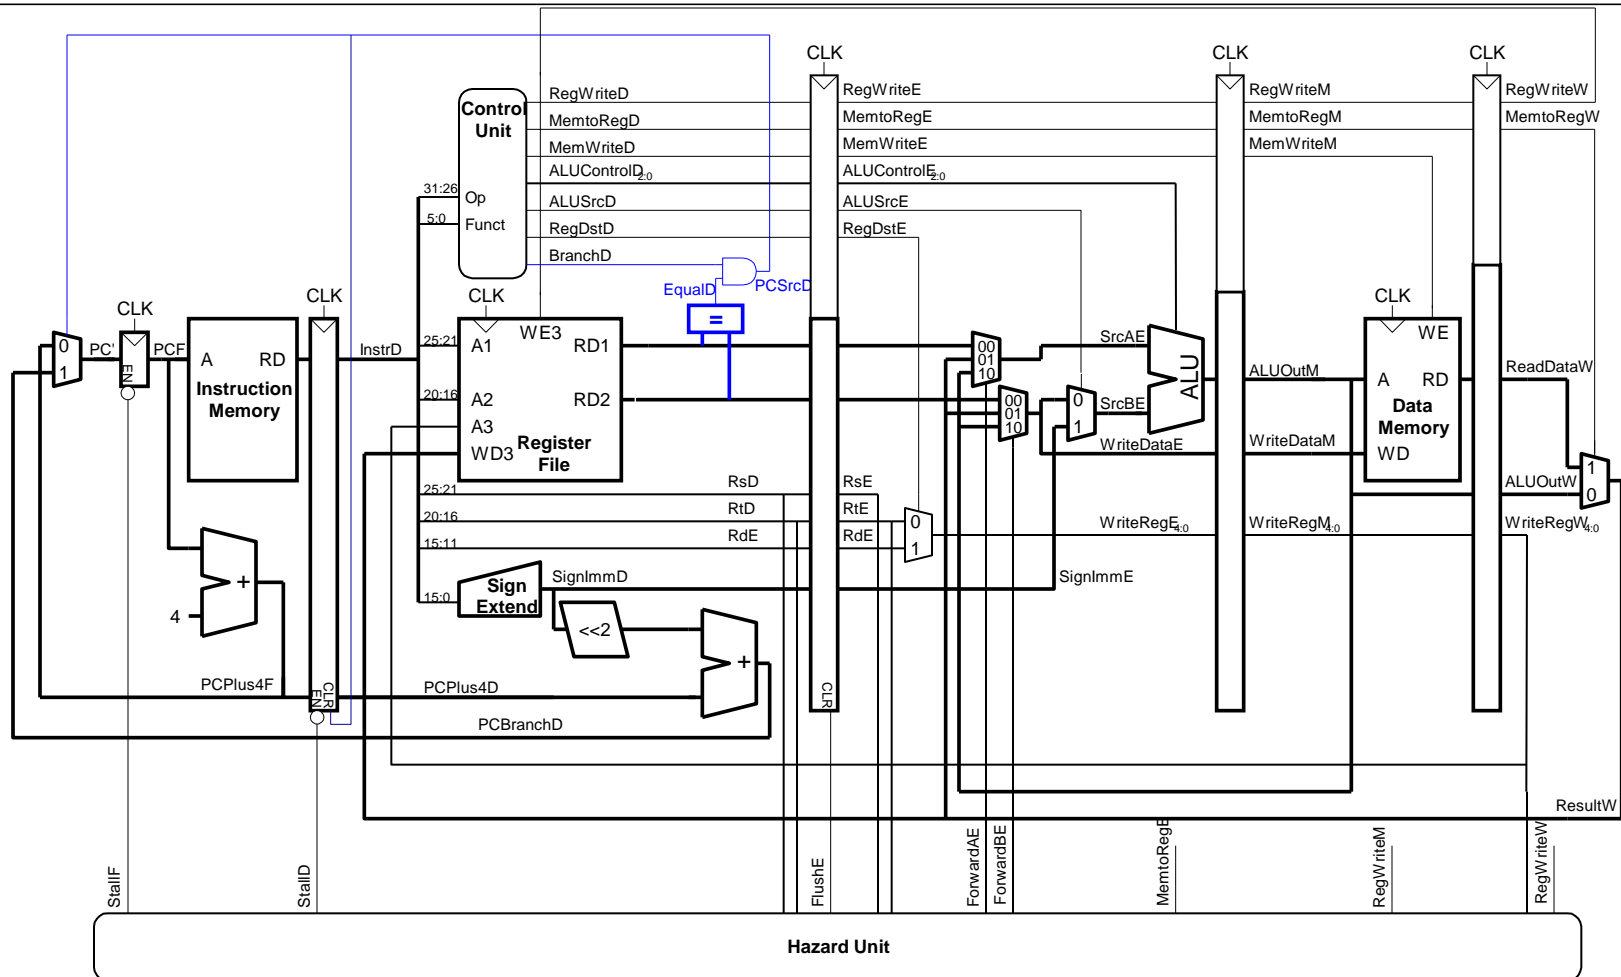 CLK
CLK
CLK
Control
Unit
RegWriteD
RegWriteE
RegWriteM
RegWriteW
MemtoRegD
MemtoRegE
MemtoRegM
MemtoRegW
MemWriteD
MemWriteE
MemWriteM
ALUControlD2:0
ALUControlE2:0
31:26
Op
ALUSrcD
ALUSrcE
5:0
Funct
RegDstD
RegDstE
BranchD
EqualD
PCSrcD
CLK
CLK
CLK
CLK
=
WE3
WE
0
1
PC'
EN
PCF
A
RD
Instruction
Memory
InstrD
25:21
A1
RD1
20:16
A2
RD2
A3
WD3
Register
File
00
01
10
00
01
10
SrcAE
0
1
SrcBE
ALU
ALUOutM
A
RD
Data
Memory
WD
ReadDataW
WriteDataE
WriteDataM
1
0
ALUOutW
25:21
RsD
RsE
20:16
RtD
RtE
15:11
RdE
RdE
0
1
WriteRegE4:0
WriteRegM4:0
WriteRegW4:0
+
4
15:0
Sign
Extend
SignImmD
SignImmE
<<2
+
PCPlus4F
EN
CLR
PCPlus4D
CLR
PCBranchD
ResultW
StallF
StallD
FlushE
ForwardAE
ForwardBE
MemtoRegE
RegWriteM
RegWriteW
Hazard Unit